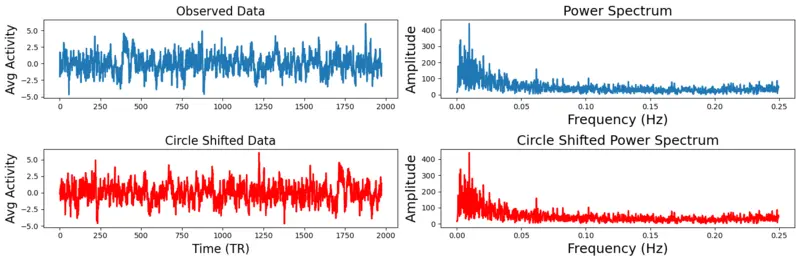 Observed Data
Avg Activity
5.0
2.5
0.0
−2.5
−5.0
0 250 500 750 1000 1250 1500 1750 2000
Power Spectrum
Amplitude
400
300
200
100
0
0.00 0.05 0.10 0.15 0.20 0.25
Frequency (Hz)
Circle Shifted Data
Avg Activity
5.0
2.5
0.0
−2.5
−5.0
0 250 500 750 1000 1250 1500 1750 2000
Time (TR)
Circle Shifted Power Spectrum
Amplitude
400
300
200
100
0
0.00 0.05 0.10 0.15 0.20 0.25
Frequency (Hz)